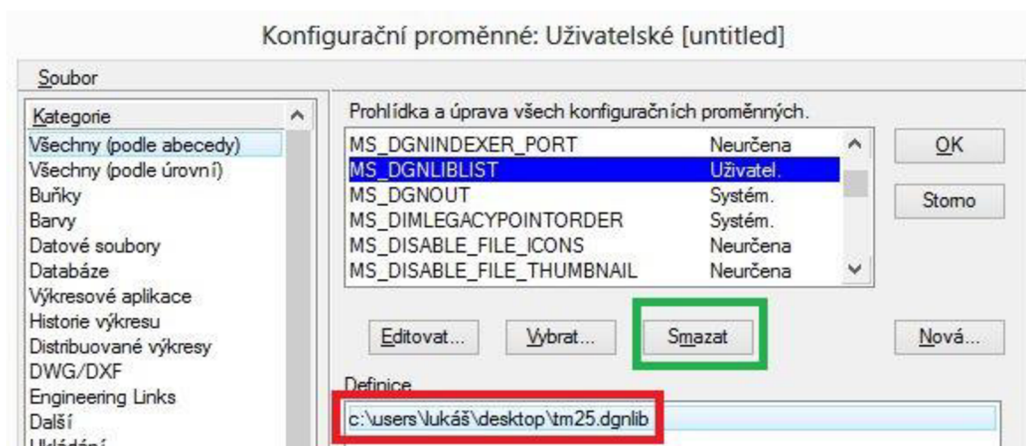 Konfigurační proměnné: Uživatelské [untitled]
Soubor
Kategorie
Všechny (podle abecedy)
Všechny (podle úrovní)
Buňky
Barvy
Datové soubory
Databáze
Výkresové aplikace
Historie výkresu
Distribuované výkresy
DWG/DXF
Engineering Links
Další
Ukládání
Prohlídka a úprava všech konfiguračních proměnných.
MS_DGNINDEXER_PORT Neurčena
MS_DGNLIBLIST Uživatel.
MS_DGNOUT Systém.
MS_DIMLEGACYPOINTORDER Systém.
MS_DISABLE_FILE_ICONS Neurčena
MS_DISABLE_FILE_THUMBNAIL Neurčena
OK
Storno
Editovat... Vybrat... Smazat Nová...
Definice
c:\users\lukáš\desktop\tm25.dgnlib